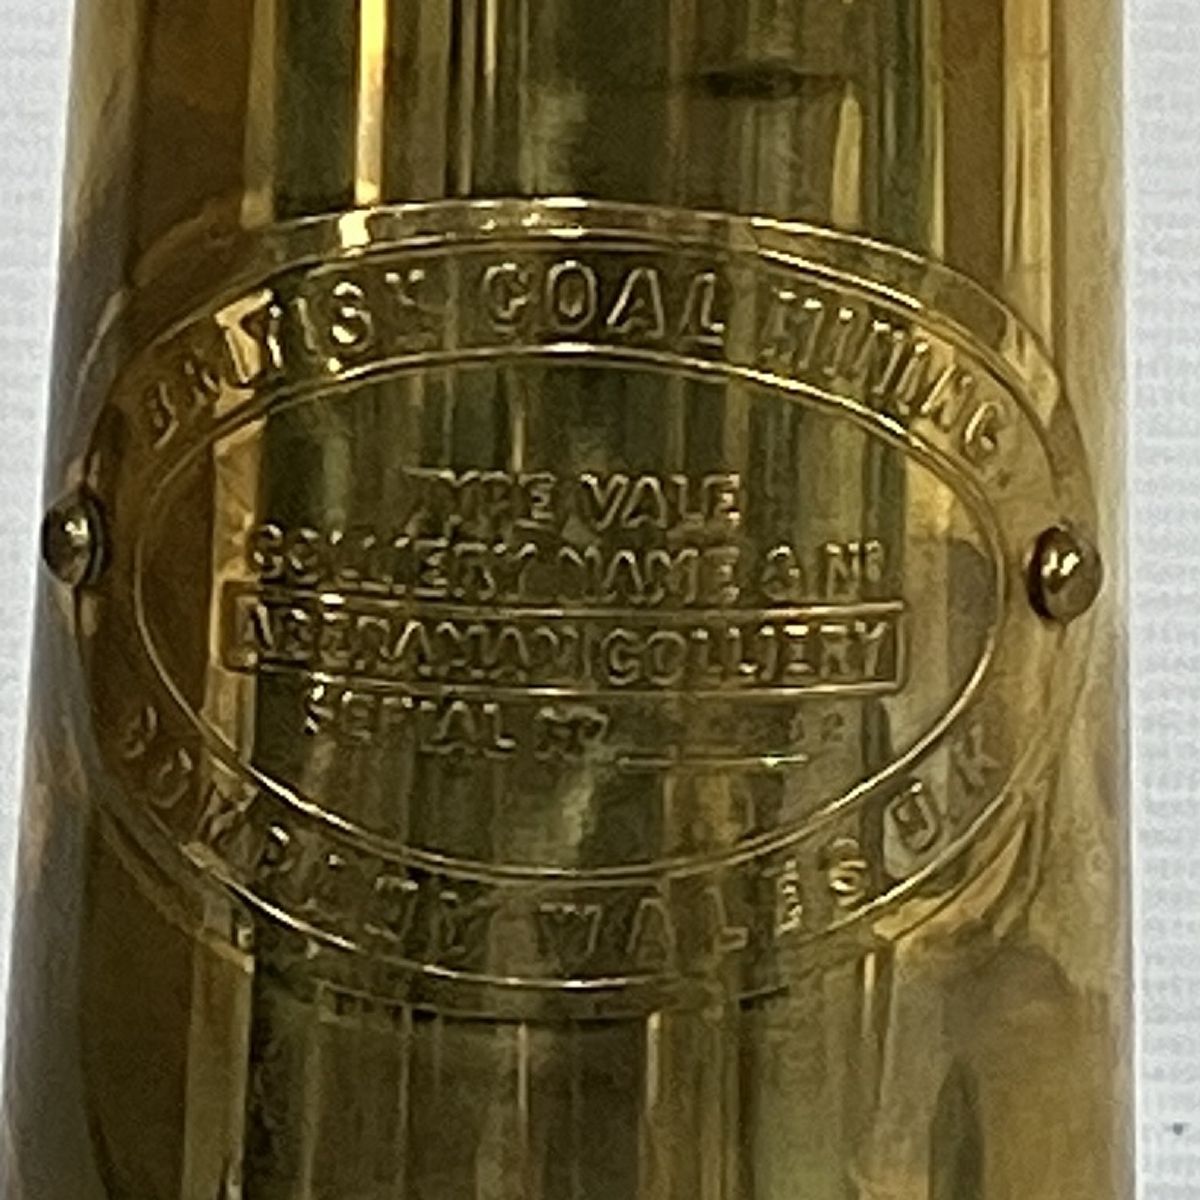 BRITISH COAL MINING
TYPE VALE
COLLIERY NAME & Nº
ABERAMAN COLLIERY
SERIAL Nº
COMPANY WALES U.K